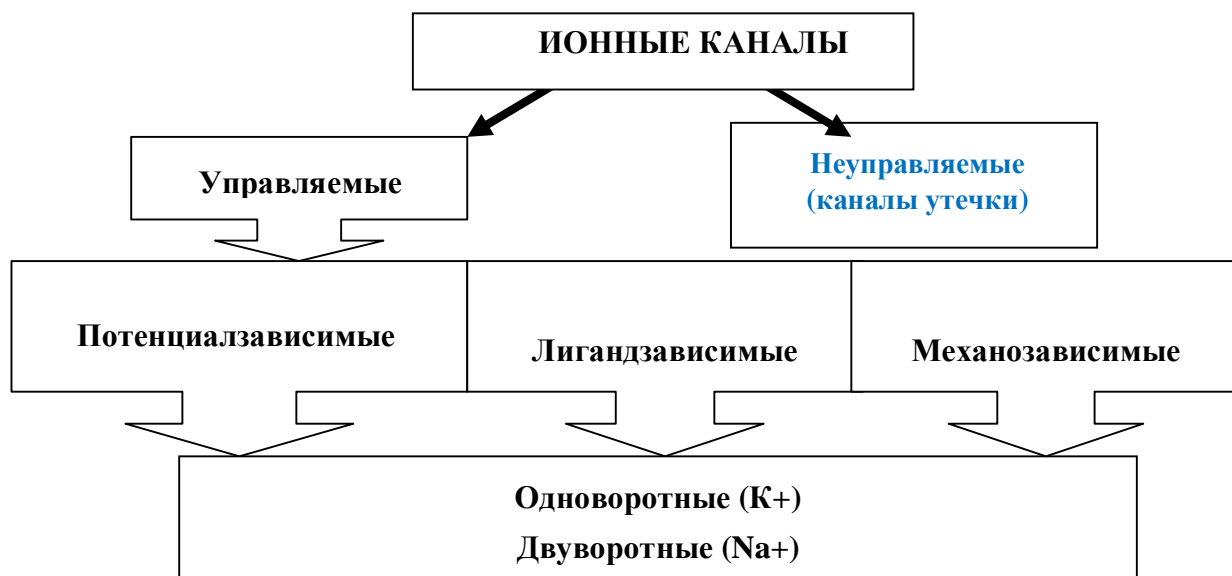 ИОННЫЕ КАНАЛЫ
Управляемые
Неуправляемые
(каналы утечки)
Потенциалзависимые
Лигандзависимые
Механозависимые
Одноворотные (К+)
Двуворотные (Na+)